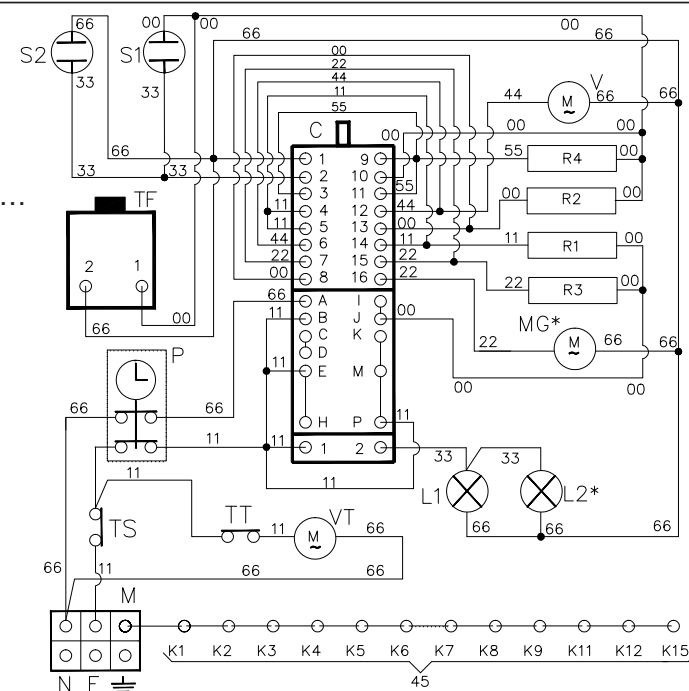 66 00 00 00
66 66
S2 S1
00
22
44
11
55
33 33
44 V
M 66 66
C 00 00 00
66 1 9 55 R4 00
33 33 2 10
3 11 55 00 R2 00
... TF
11 4 12 44
11 5 13 00
44 6 14 11 11 R1 00
22 7 15 22
00 8 16 22 22 R3 00
2 1
66 A I
11 B J 00
00
66
C K
D
MG*
22 M 66 66
P
11 E M
00 00
66 66
H P 11
11 11 1 2
33 33
11 11
L1 L2*
TS TT VT
11 M 66
66 66 66
66 11 66 66
M
K1 K2 K3 K4 K5 K6 K7 K8 K9 K11 K12 K15
N F
45